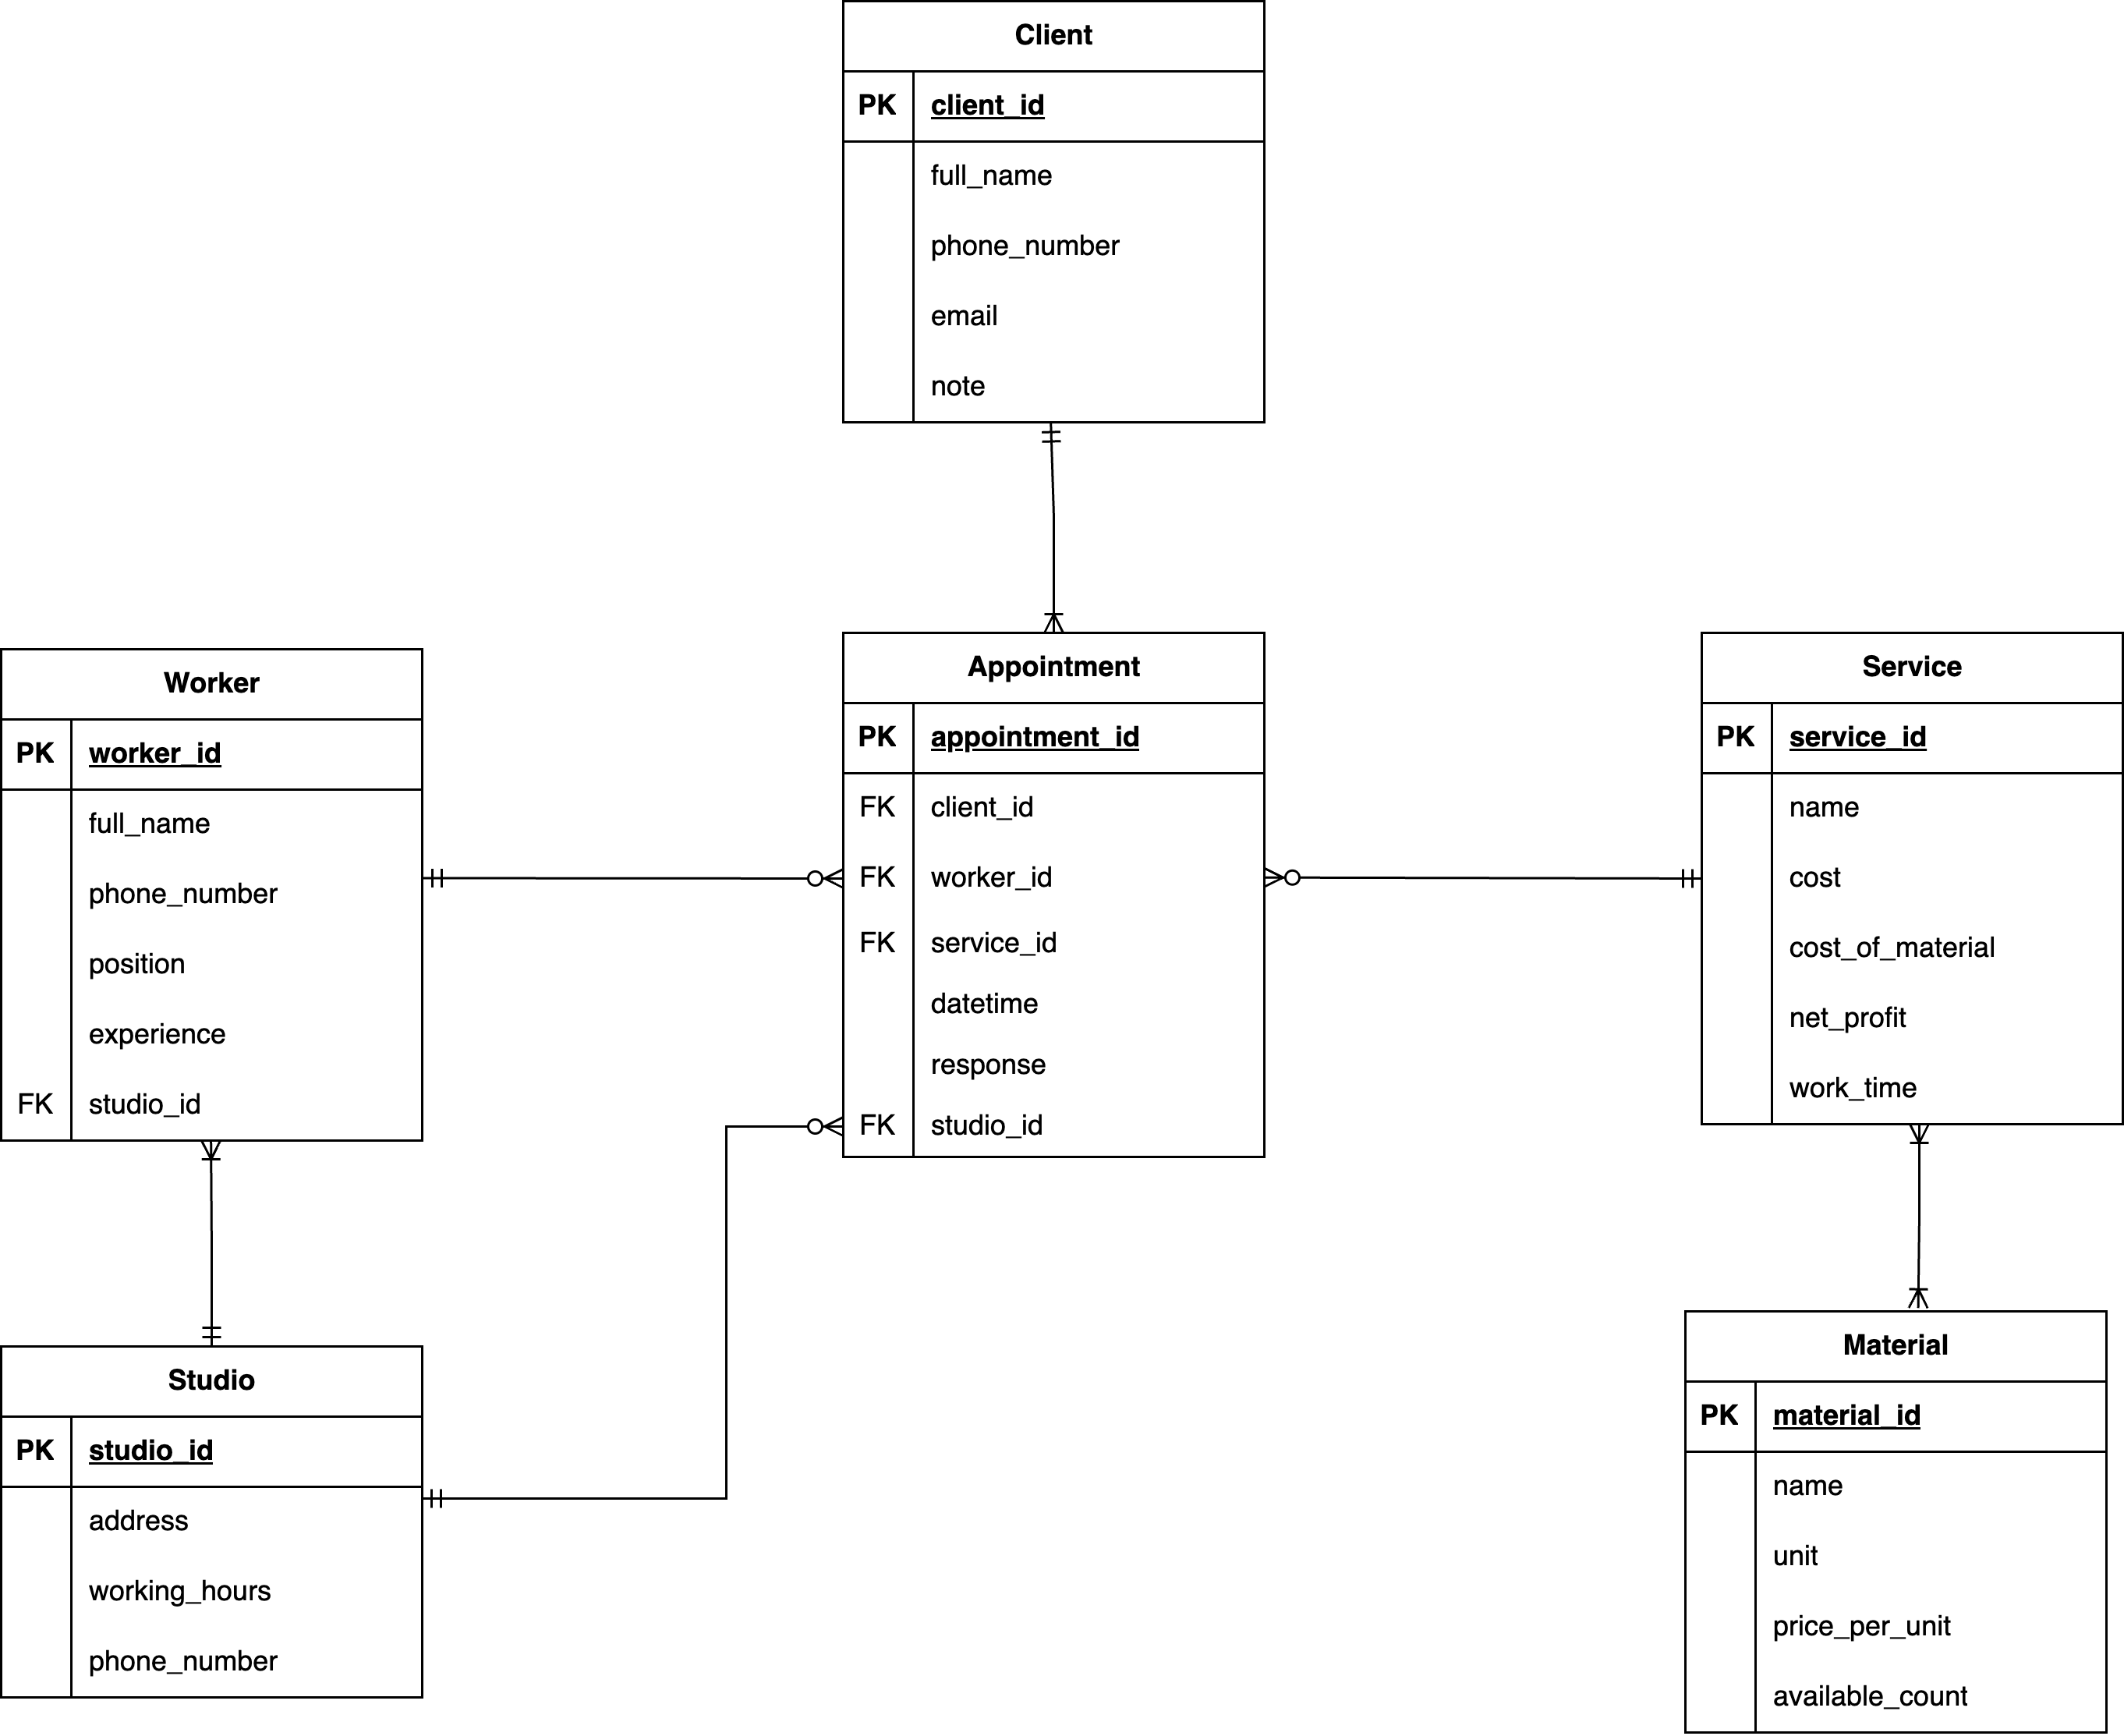 Client
PK client_id
full_name
phone_number
email
note
Worker
PK worker_id
full_name
phone_number
position
experience
FK studio_id
Appointment
PK appointment_id
FK client_id
FK worker_id
FK service_id
datetime
response
FK studio_id
Service
PK service_id
name
cost
cost_of_material
net_profit
work_time
Studio
PK studio_id
address
working_hours
phone_number
Material
PK material_id
name
unit
price_per_unit
available_count